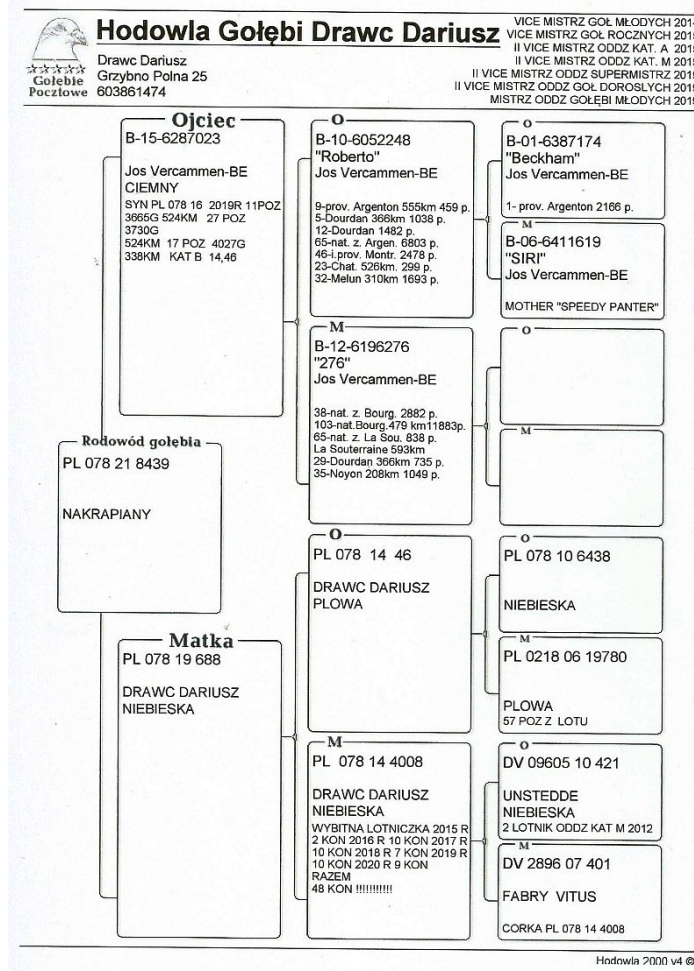 Hodowla Gołębi Drawc Dariusz
Drawc Dariusz
Grzybno Polna 25
603861474
Gołębie
Pocztowe
VICE MISTRZ GOŁ MŁODYCH 201
VICE MISTRZ GOŁ ROCZNYCH 201
II VICE MISTRZ ODDZ KAT. A 201
II VICE MISTRZ ODDZ KAT. M 201
II VICE MISTRZ ODDZ SUPERMISTRZ 201
II VICE MISTRZ ODDZ GOŁ DOROSLYCH 201
MISTRZ ODDZ GOŁĘBI MŁODYCH 201
Rodowód gołębia
PL 078 21 8439
NAKRAPIANY
Ojciec
B-15-6287023
Jos Vercammen-BE
CIEMNY
SYN PL 078 16 2019R 11POZ
3665G 524KM 27 POZ
3730G
524KM 17 POZ 4027G
338KM KAT B 14,46
Matka
PL 078 19 688
DRAWC DARIUSZ
NIEBIESKA
O
B-10-6052248
"Roberto"
Jos Vercammen-BE
9-prov. Argenton 555km 459 p.
5-Dourdan 366km 1038 p.
12-Dourdan 1482 p.
65-nat. z. Argen. 6803 p.
46-i.prov. Montr. 2478 p.
23-Chat. 526km. 299 p.
32-Melun 310km 1693 p.
M
B-12-6196276
"276"
Jos Vercammen-BE
38-nat. z. Bourg. 2882 p.
103-nat.Bourg.479 km11883p.
65-nat. z. La Sou. 838 p.
La Souterraine 593km
29-Dourdan 366km 735 p.
35-Noyon 208km 1049 p.
O
PL 078 14 46
DRAWC DARIUSZ
PLOWA
M
PL 078 14 4008
DRAWC DARIUSZ
NIEBIESKA
WYBITNA LOTNICZKA 2015 R
2 KON 2016 R 10 KON 2017 R
10 KON 2018 R 7 KON 2019 R
10 KON 2020 R 9 KON
RAZEM
48 KON !!!!!!!!!!!
O
B-01-6387174
"Beckham"
Jos Vercammen-BE
1- prov. Argenton 2166 p.
M
B-06-6411619
"SIRI"
Jos Vercammen-BE
MOTHER "SPEEDY PANTER"
O
M
O
PL 078 10 6438
NIEBIESKA
M
PL 0218 06 19780
PLOWA
57 POZ Z LOTU
O
DV 09605 10 421
UNSTEDDE
NIEBIESKA
2 LOTNIK ODDZ KAT M 2012
M
DV 2896 07 401
FABRY VITUS
CORKA PL 078 14 4008
Hodowla 2000 v4 ©